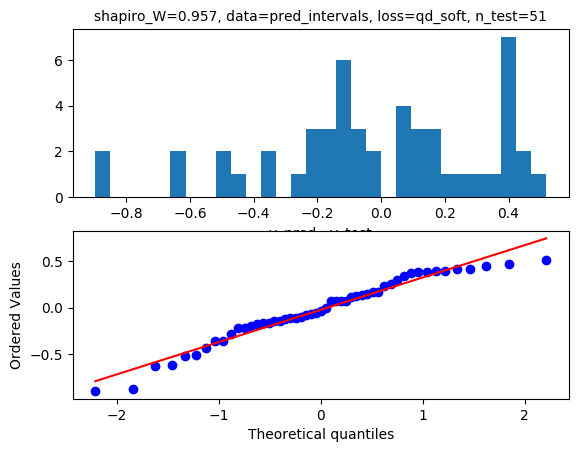 shapiro_W=0.957, data=pred_intervals, loss=qd_soft, n_test=51
6
4
2
0
−0.8 −0.6 −0.4 −0.2 0.0 0.2 0.4
0.5
0.0
−0.5
Ordered Values
−2 −1 0 1 2
Theoretical quantiles